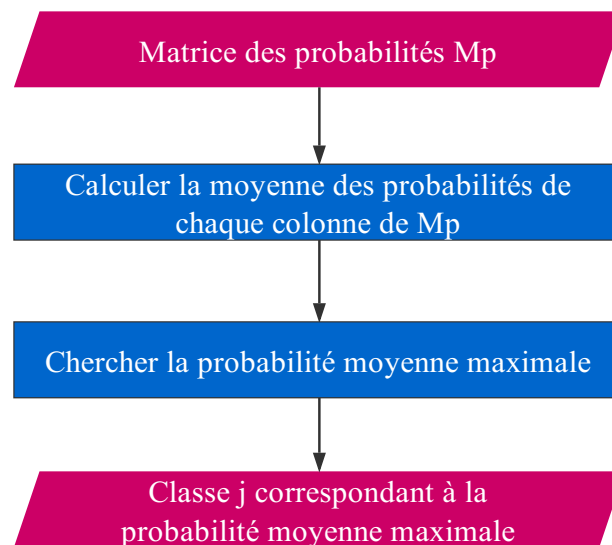 Matrice des probabilités Mp
Calculer la moyenne des probabilités de
chaque colonne de Mp
Chercher la probabilité moyenne maximale
Classe j correspondant à la
probabilité moyenne maximale